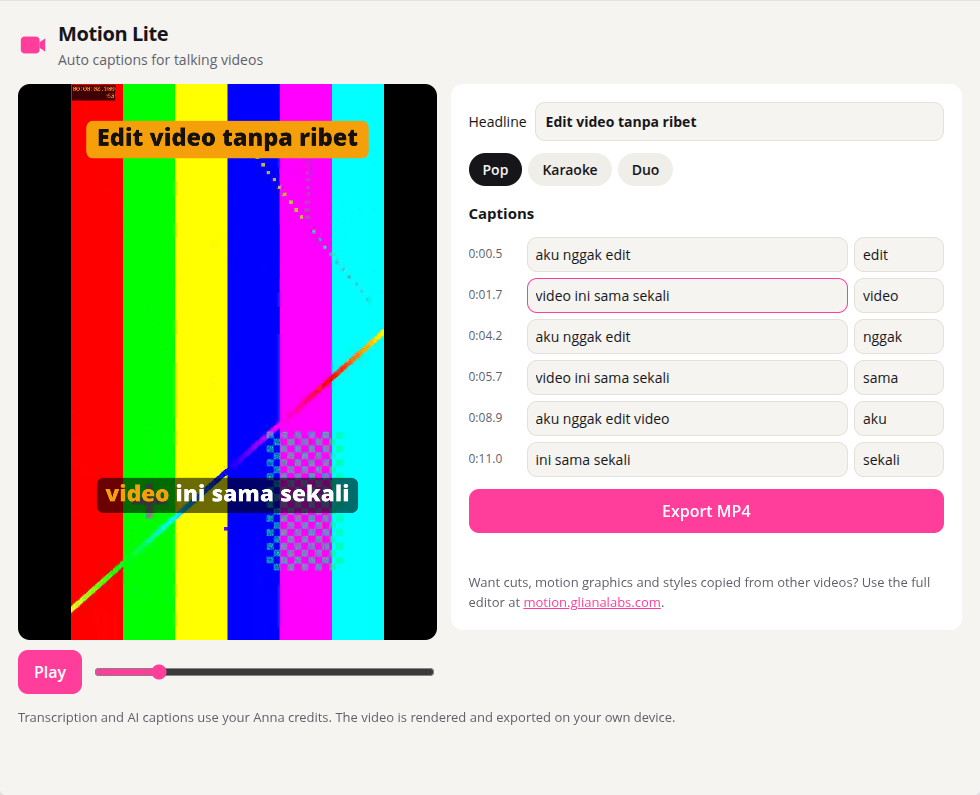 Motion Lite
Auto captions for talking videos
Edit video tanpa ribet
video ini sama sekali
Play
Headline
Edit video tanpa ribet
Pop Karaoke Duo
Captions
0:00.5 aku nggak edit edit
0:01.7 video ini sama sekali video
0:04.2 aku nggak edit nggak
0:05.7 video ini sama sekali sama
0:08.9 aku nggak edit video aku
0:11.0 ini sama sekali sekali
Export MP4
Want cuts, motion graphics and styles copied from other videos? Use the full
editor at motion.glianalabs.com.
Transcription and AI captions use your Anna credits. The video is rendered and exported on your own device.